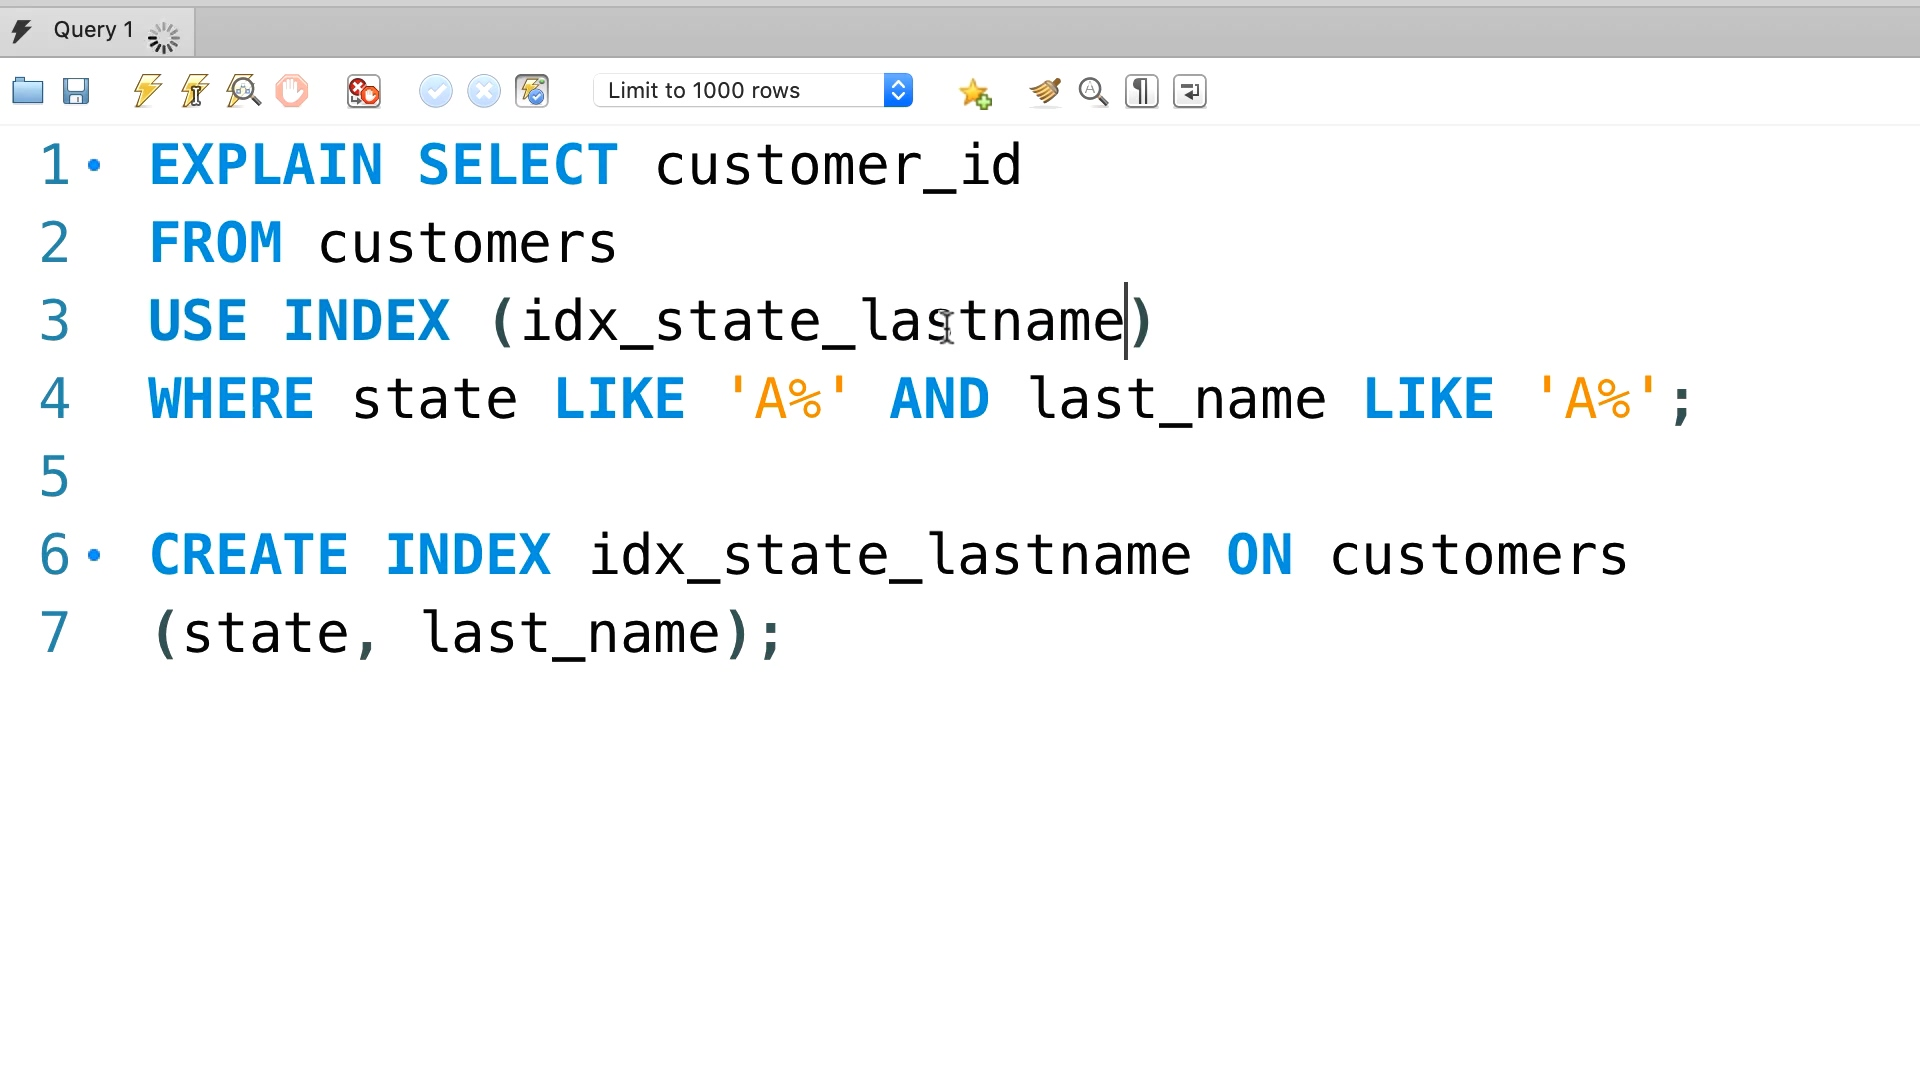 Query 1
Limit to 1000 rows
1 EXPLAIN SELECT customer_id
2 FROM customers
3 USE INDEX (idx_state_lastname)
4 WHERE state LIKE 'A%' AND last_name LIKE 'A%';
5
6 CREATE INDEX idx_state_lastname ON customers
7 (state, last_name);